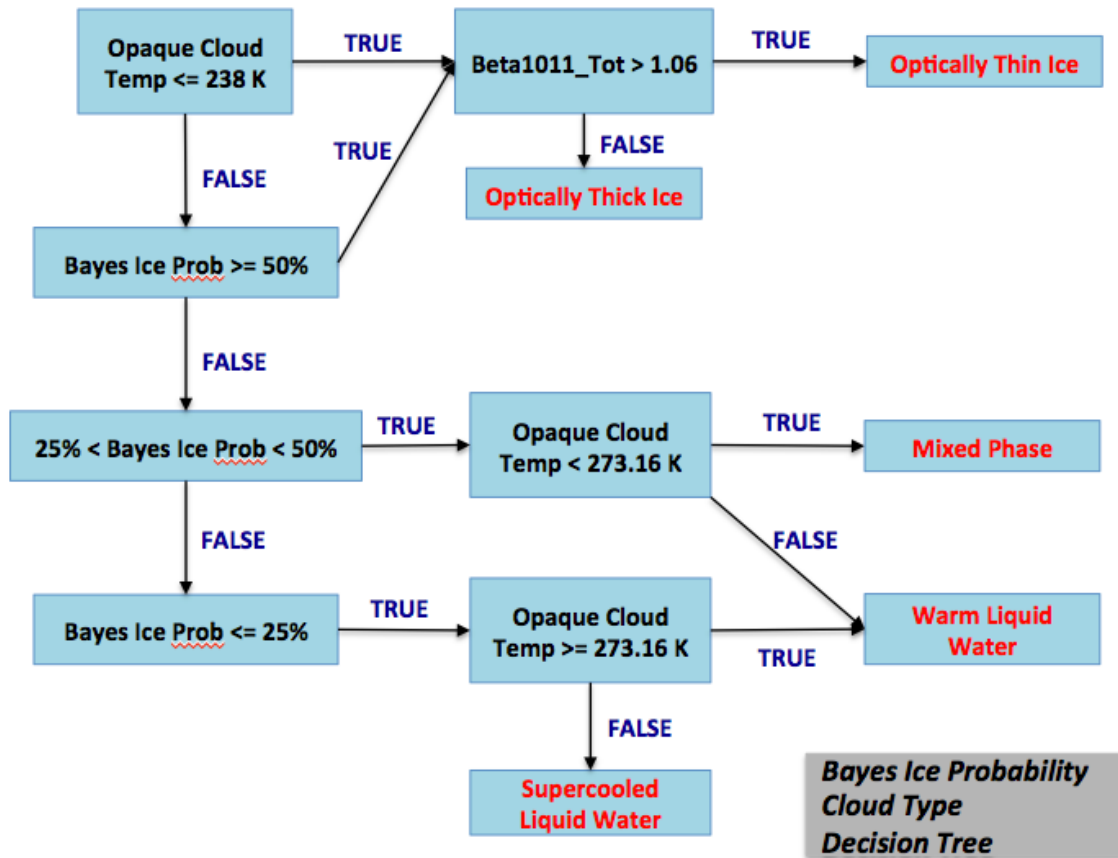 Opaque Cloud
Temp <= 238 K
TRUE
Beta1011_Tot > 1.06
TRUE
Optically Thin Ice
TRUE
FALSE
FALSE
Optically Thick Ice
Bayes Ice Prob >= 50%
FALSE
25% < Bayes Ice Prob < 50%
TRUE
Opaque Cloud
Temp < 273.16 K
TRUE
Mixed Phase
FALSE
FALSE
Bayes Ice Prob <= 25%
TRUE
Opaque Cloud
Temp >= 273.16 K
TRUE
Warm Liquid
Water
FALSE
Supercooled
Liquid Water
Bayes Ice Probability
Cloud Type
Decision Tree